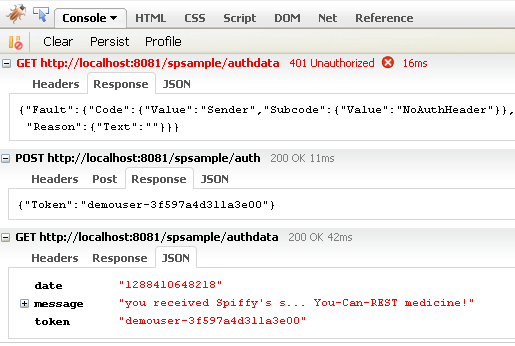 Console HTML CSS Script DOM Net Reference
Clear Persist Profile
GET http://localhost:8081/spsample/authdata 401 Unauthorized 16ms
Headers Response JSON
{"Fault":{"Code":{"Value":"Sender","Subcode":{"Value":"NoAuthHeader"}},
"Reason":{"Text":""}}}
POST http://localhost:8081/spsample/auth 200 OK 11ms
Headers Post Response JSON
{"Token":"demouser-3f597a4d311a3e00"}
GET http://localhost:8081/spsample/authdata 200 OK 42ms
Headers Response JSON
date "1288410648218"
message "you received Spiffy's s... You-Can-REST medicine!"
token "demouser-3f597a4d311a3e00"